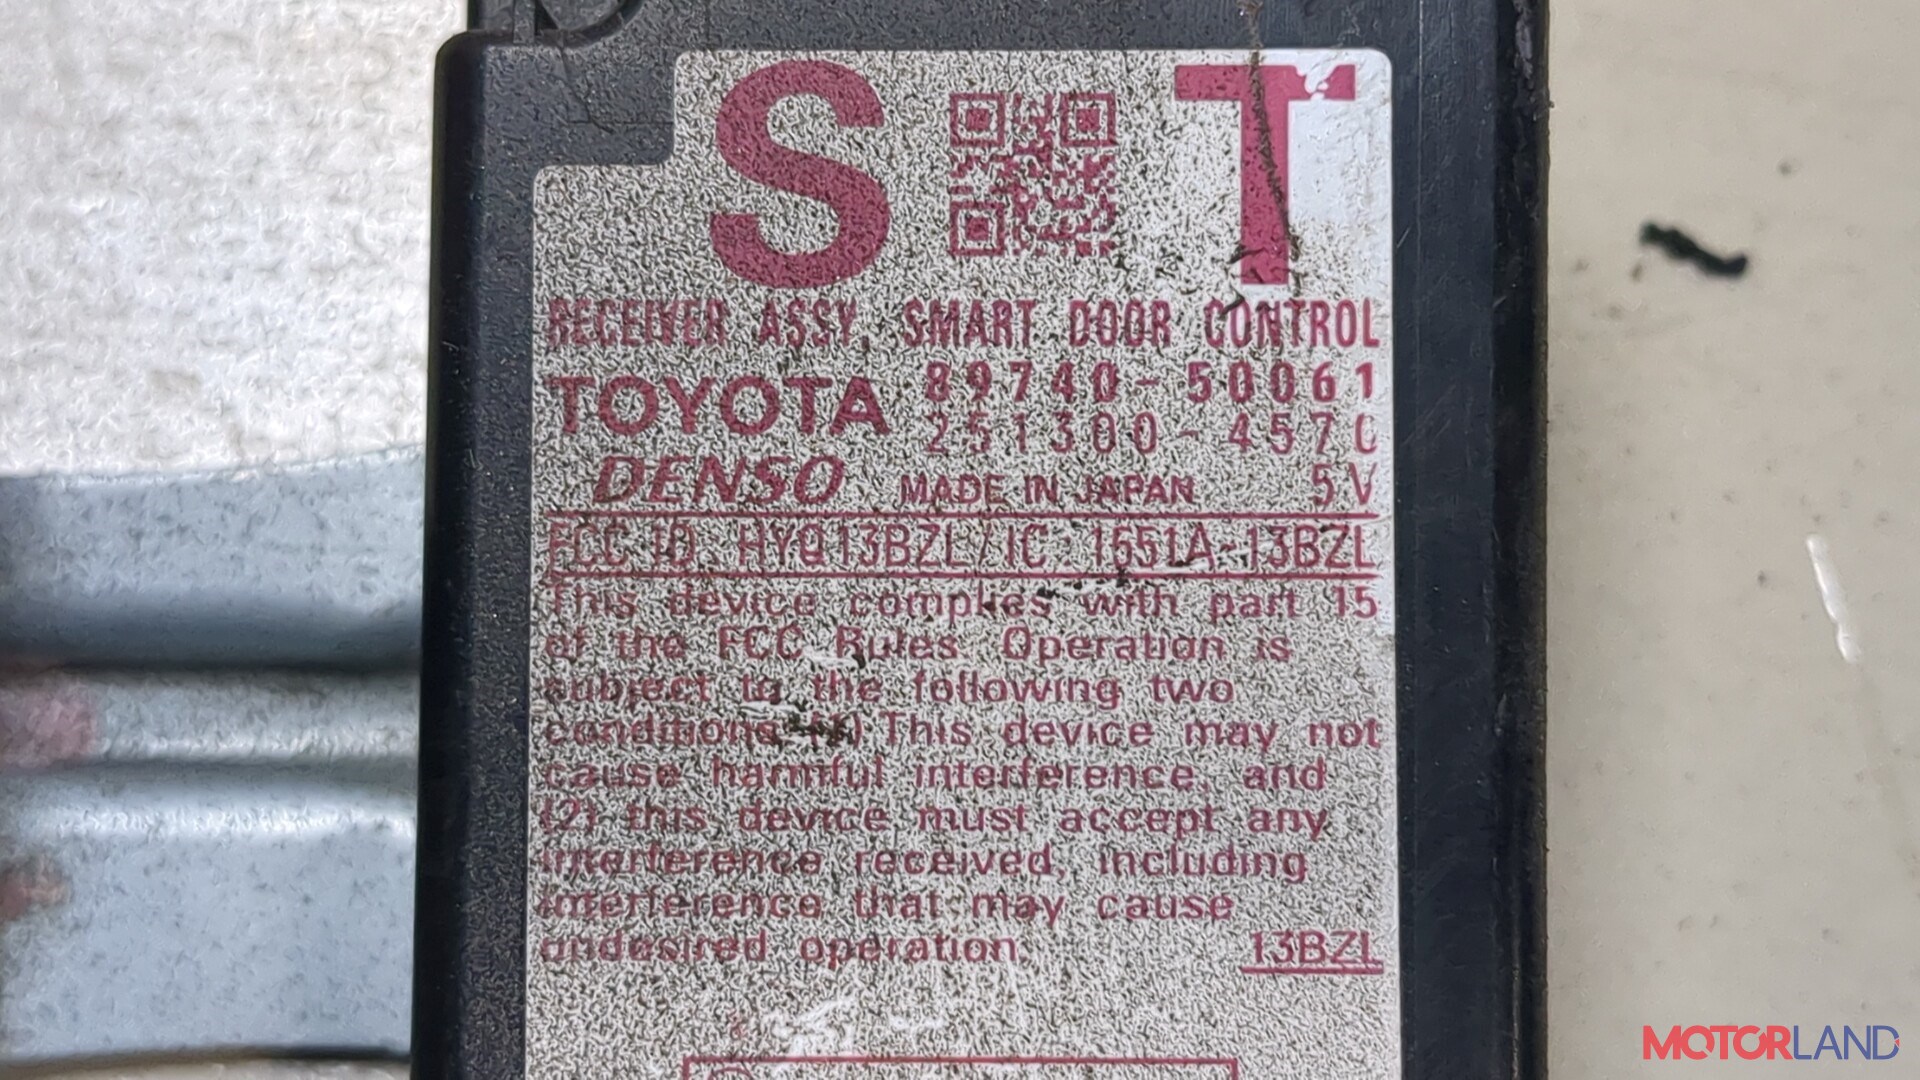 S T
RECEIVER ASSY, SMART DOOR CONTROL
TOYOTA 89740-50061
251300-4570
DENSO MADE IN JAPAN 5V
FCC ID HYQ13BZL/IC 1551A-13BZL
This device complies with part 15
of the FCC Rules Operation is
subject to the following two
conditions (1) This device may not
cause harmful interference, and
(2) this device must accept any
interference received, including
interference that may cause
undesired operation. 13BZL
MOTORLAND